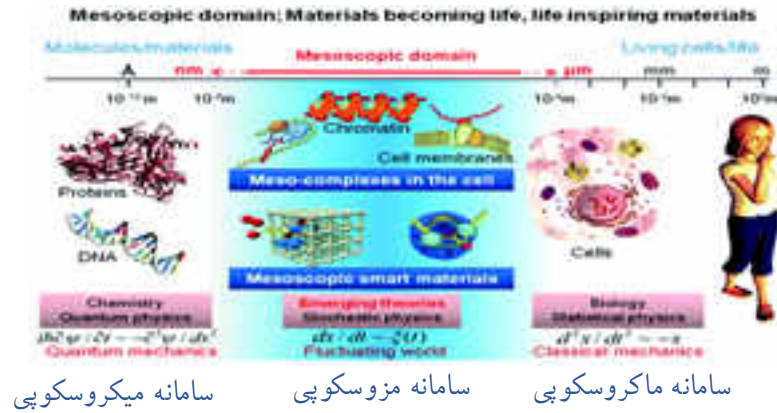 Mesoscopic domain; Materials becoming life, life inspiring materials
Molecules/materials
Mesoscopic domain
Living cells/life
Å nm μm mm m
10⁻¹⁰m
Proteins
DNA
Chromatin
Cell membranes
Meso-complexes in the cell
Mesoscopic smart materials
Cells
Chemistry
Quantum physics
Quantum mechanics
Emerging theories
Stochastic physics
Fluctuating world
Biology
Statistical physics
Classical mechanics
سامانه میکروسکوپی
سامانه مزوسکوپی
سامانه ماکروسکوپی